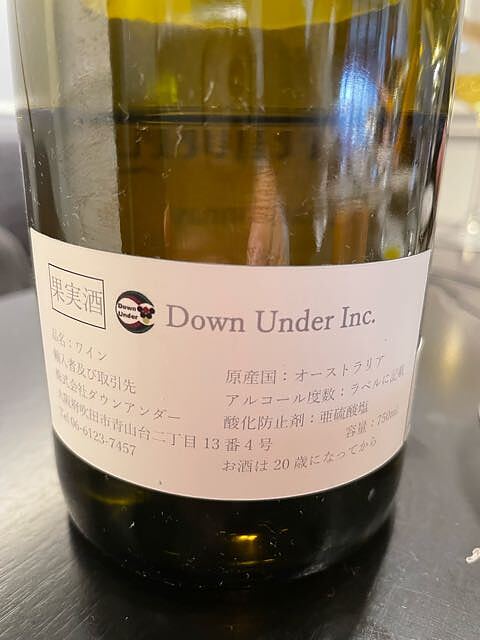 果実酒
Down Under
Down Under Inc.
品名：ワイン
輸入者及び取引先
株式会社ダウンアンダー
大阪府吹田市青山台二丁目13番4号
Tel.06-6123-7457
原産国：オーストラリア
アルコール度数：ラベルに記載
酸化防止剤：亜硫酸塩
容量：750ml
お酒は20歳になってから